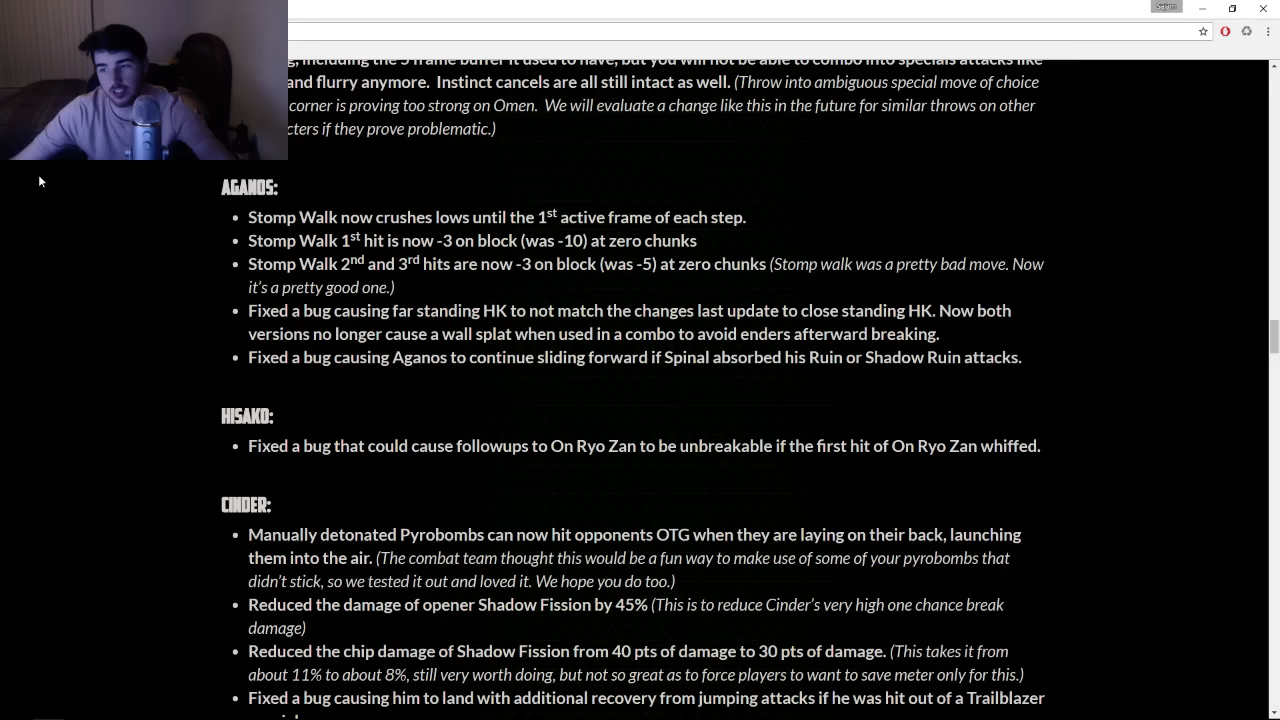 Sajam
g, including the 5 frame buffer it used to have, but you will not be able to combo into specials attacks like
and flurry anymore. Instinct cancels are all still intact as well. (Throw into ambiguous special move of choice
corner is proving too strong on Omen. We will evaluate a change like this in the future for similar throws on other
cters if they prove problematic.)
AGANOS:
• Stomp Walk now crushes lows until the 1st active frame of each step.
• Stomp Walk 1st hit is now -3 on block (was -10) at zero chunks
• Stomp Walk 2nd and 3rd hits are now -3 on block (was -5) at zero chunks (Stomp walk was a pretty bad move. Now
it's a pretty good one.)
• Fixed a bug causing far standing HK to not match the changes last update to close standing HK. Now both
versions no longer cause a wall splat when used in a combo to avoid enders afterward breaking.
• Fixed a bug causing Aganos to continue sliding forward if Spinal absorbed his Ruin or Shadow Ruin attacks.
HISAKO:
• Fixed a bug that could cause followups to On Ryo Zan to be unbreakable if the first hit of On Ryo Zan whiffed.
CINDER:
• Manually detonated Pyrobombs can now hit opponents OTG when they are laying on their back, launching
them into the air. (The combat team thought this would be a fun way to make use of some of your pyrobombs that
didn't stick, so we tested it out and loved it. We hope you do too.)
• Reduced the damage of opener Shadow Fission by 45% (This is to reduce Cinder's very high one chance break
damage)
• Reduced the chip damage of Shadow Fission from 40 pts of damage to 30 pts of damage. (This takes it from
about 11% to about 8%, still very worth doing, but not so great as to force players to want to save meter only for this.)
• Fixed a bug causing him to land with additional recovery from jumping attacks if he was hit out of a Trailblazer